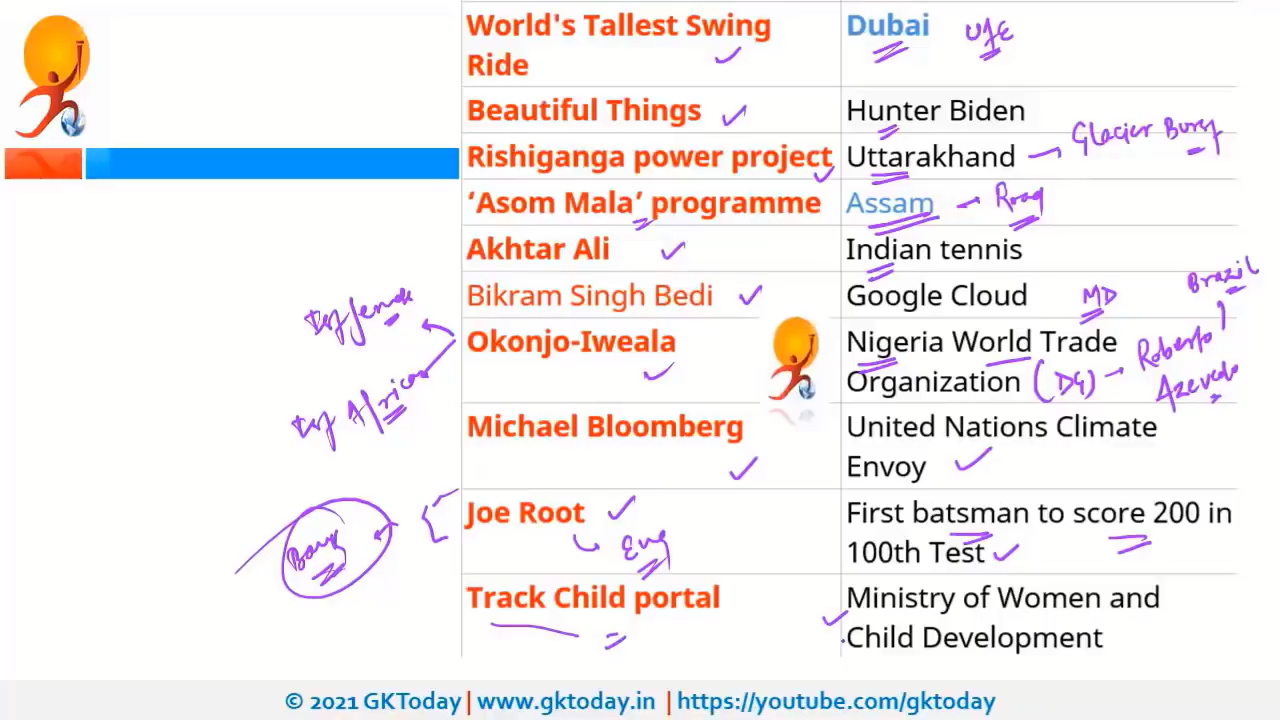 World's Tallest Swing
Ride
Dubai
UAE
Beautiful Things
Hunter Biden
Rishiganga power project
Uttarakhand
Glacier Burst
‘Asom Mala’ programme
Assam
Road
Akhtar Ali
Indian tennis
Bikram Singh Bedi
Google Cloud
MD
Brazil
Okonjo-Iweala
Nigeria World Trade
Organization
(DG)
Roberto
Azevedo
female
African
Michael Bloomberg
United Nations Climate
Envoy
Joe Root
Eng
First batsman to score 200 in
100th Test
Track Child portal
Ministry of Women and
Child Development
© 2021 GKToday | www.gktoday.in | https://youtube.com/gktoday